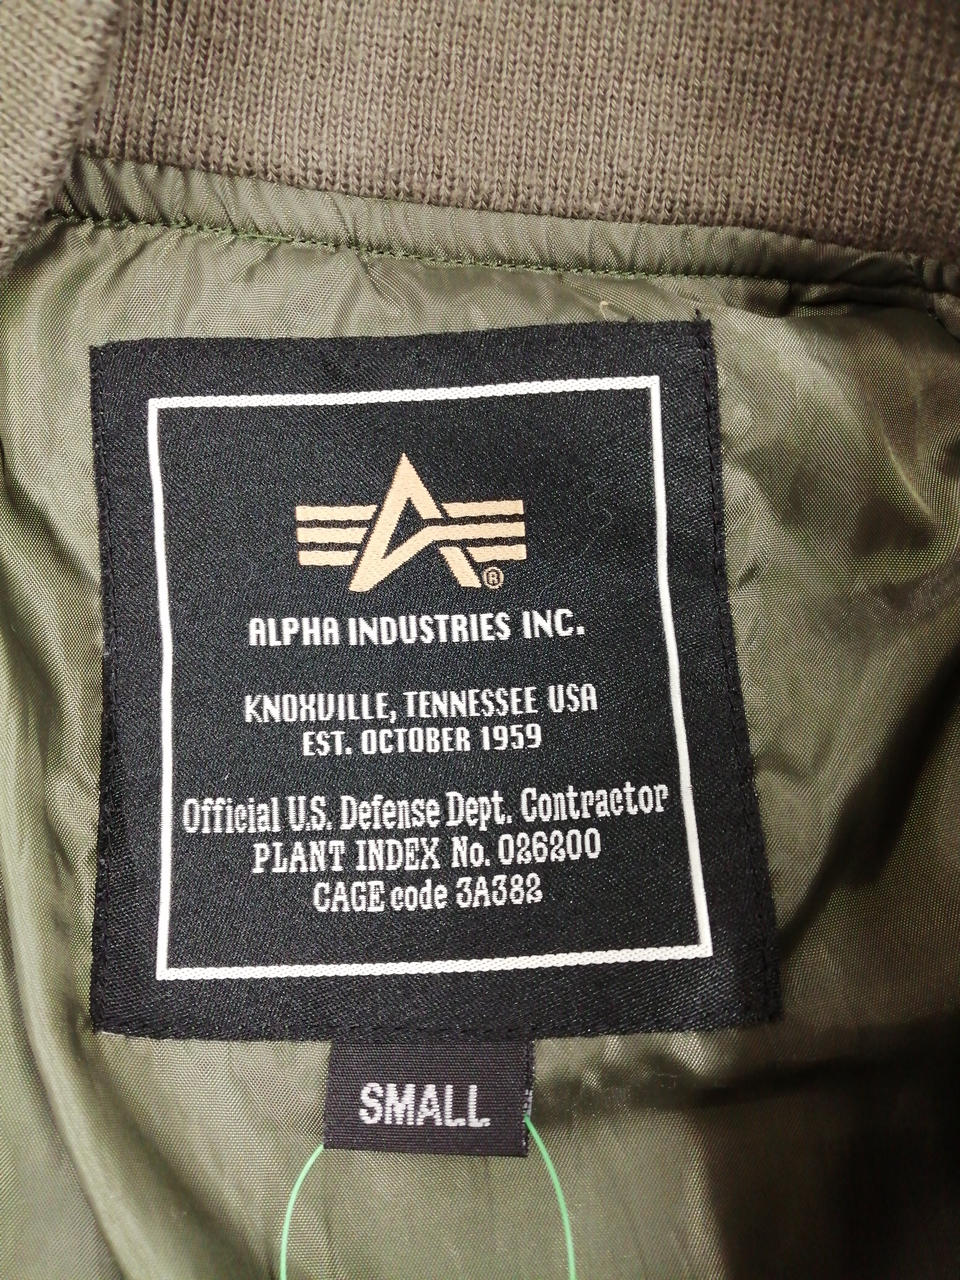 ®
ALPHA INDUSTRIES INC.
KNOXVILLE, TENNESSEE USA
EST. OCTOBER 1959
Official U.S. Defense Dept. Contractor
PLANT INDEX No. 026200
CAGE code 3A382
SMALL